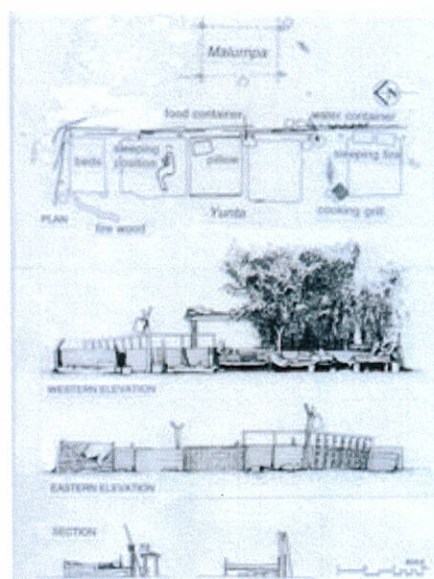 Malumpa
food container
water container
beds
sleeping position
pillow
sleeping fire
PLAN
fire wood
Yunta
cooking grill
WESTERN ELEVATION
EASTERN ELEVATION
SECTION